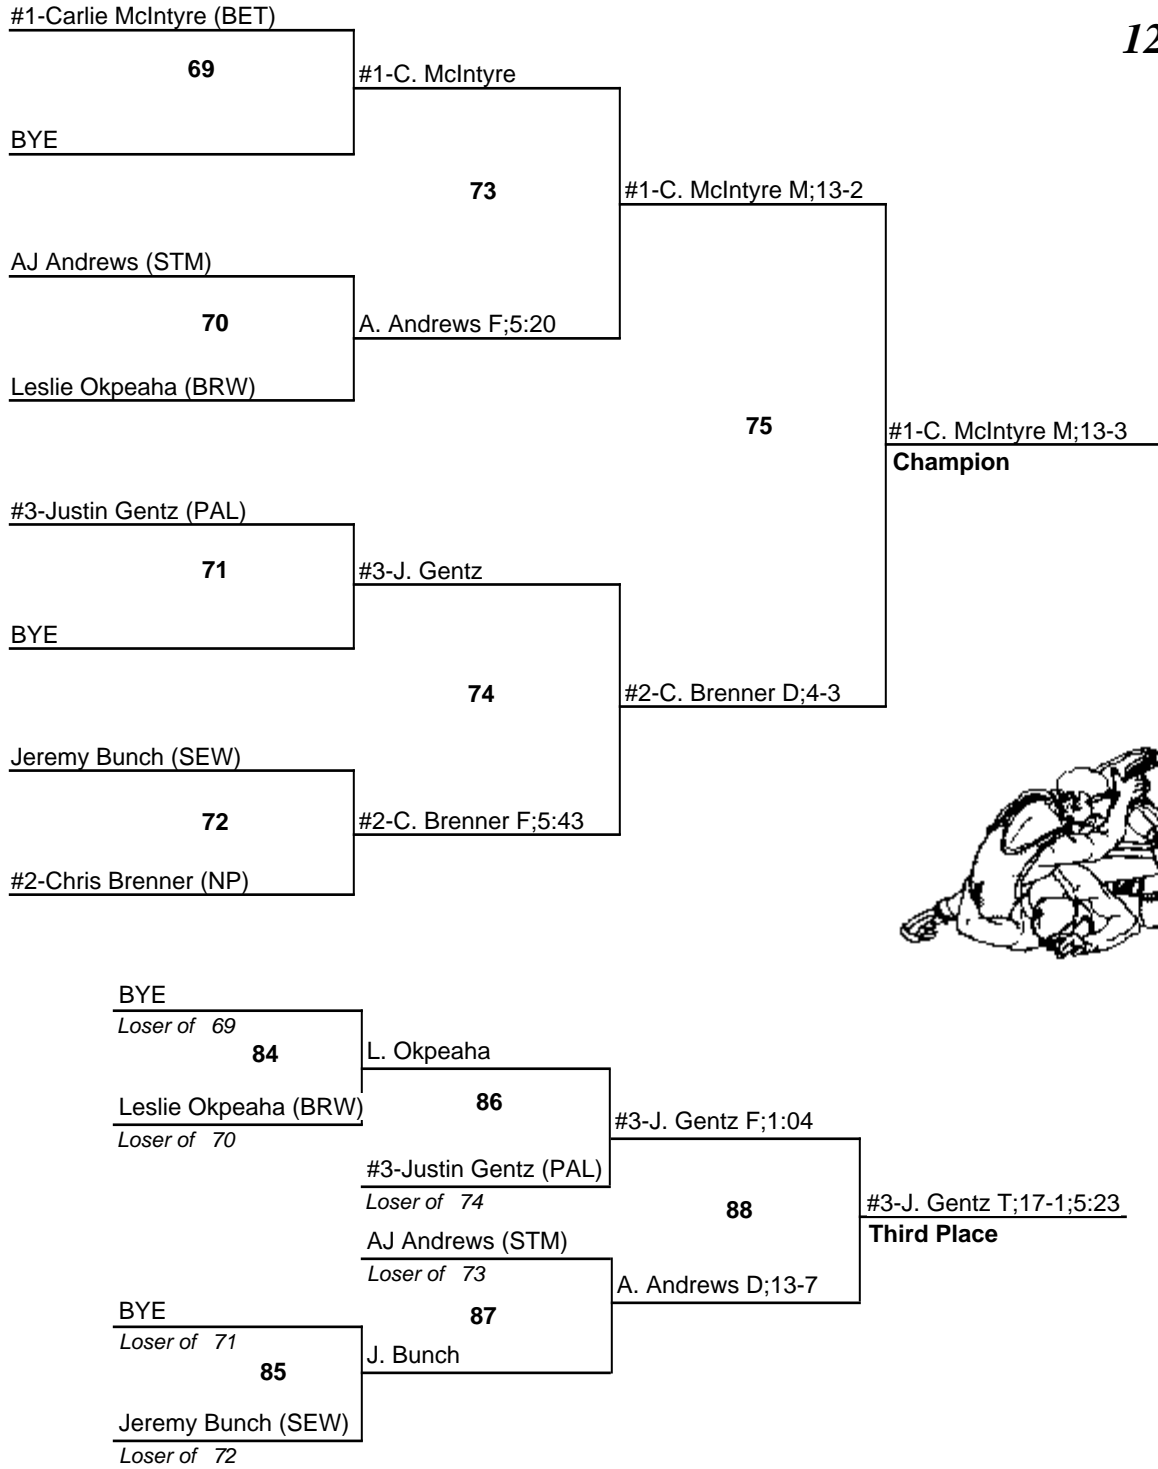 #1-Carlie McIntyre (BET)
12
69
#1-C. McIntyre
BYE
73
#1-C. McIntyre M;13-2
AJ Andrews (STM)
70
A. Andrews F;5:20
Leslie Okpeaha (BRW)
75
#1-C. McIntyre M;13-3
Champion
#3-Justin Gentz (PAL)
71
#3-J. Gentz
BYE
74
#2-C. Brenner D;4-3
Jeremy Bunch (SEW)
72
#2-C. Brenner F;5:43
#2-Chris Brenner (NP)
BYE
Loser of 69
84
L. Okpeaha
Leslie Okpeaha (BRW)
Loser of 70
86
#3-J. Gentz F;1:04
#3-Justin Gentz (PAL)
Loser of 74
88
#3-J. Gentz T;17-1;5:23
Third Place
AJ Andrews (STM)
Loser of 73
A. Andrews D;13-7
BYE
Loser of 71
87
85
J. Bunch
Jeremy Bunch (SEW)
Loser of 72